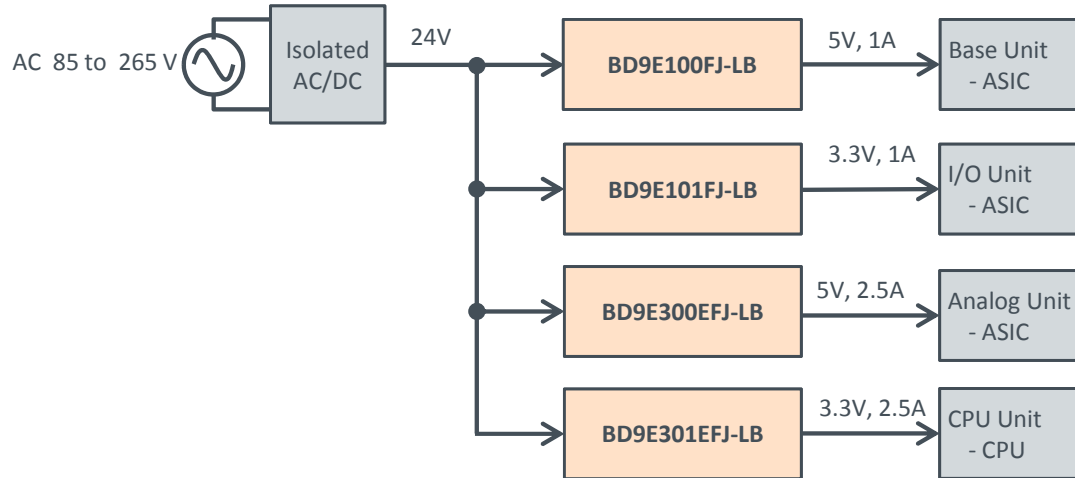 AC 85 to 265 V
Isolated
AC/DC
24V
BD9E100FJ-LB
5V, 1A
Base Unit
- ASIC
BD9E101FJ-LB
3.3V, 1A
I/O Unit
- ASIC
BD9E300EFJ-LB
5V, 2.5A
Analog Unit
- ASIC
BD9E301EFJ-LB
3.3V, 2.5A
CPU Unit
- CPU